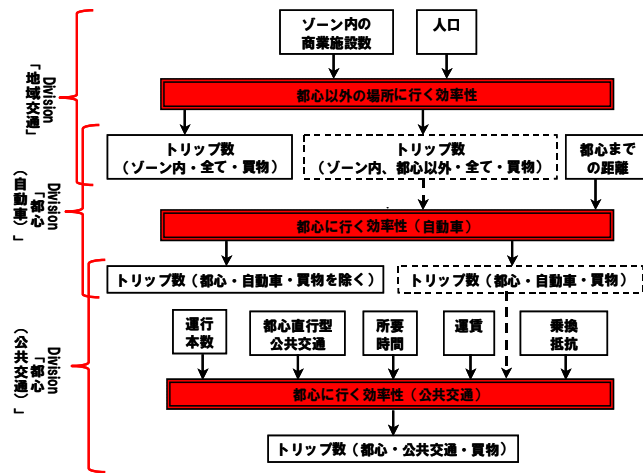 ゾーン内の
商業施設数
人口
都心以外の場所に行く効率性
Division
「地域交通」
トリップ数
（ゾーン内・全て・買物）
トリップ数
（ゾーン内、都心以外・全て・買物）
都心まで
の距離
都心に行く効率性（自動車）
Division
「都心
（自動車）」
トリップ数（都心・自動車・買物を除く）
トリップ数（都心・自動車・買物）
運行
本数
都心直行型
公共交通
所要
時間
運賃
乗換
抵抗
都心に行く効率性（公共交通）
Division
「都心
（公共交通）」
トリップ数（都心・公共交通・買物）